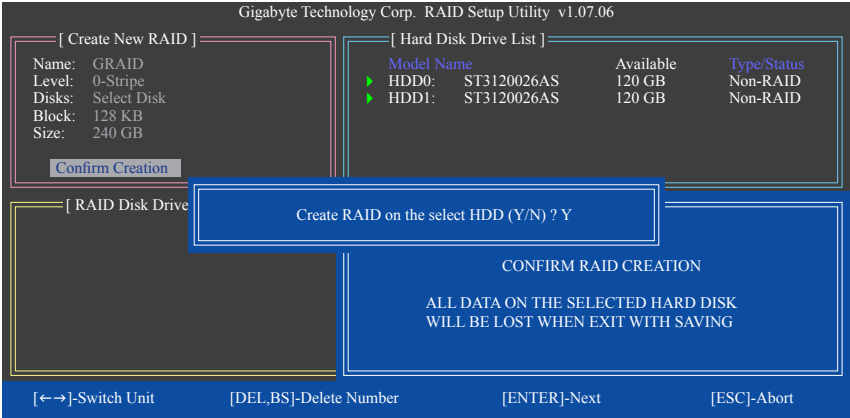 Gigabyte Technology Corp.  RAID Setup Utility  v1.07.06
[ Create New RAID ]
Name: GRAID
Level: 0-Stripe
Disks: Select Disk
Block: 128 KB
Size: 240 GB
Confirm Creation
[ Hard Disk Drive List ]
Model Name Available Type/Status
HDD0: ST3120026AS 120 GB Non-RAID
HDD1: ST3120026AS 120 GB Non-RAID
[ RAID Disk Drive
Create RAID on the select HDD (Y/N) ? Y
CONFIRM RAID CREATION
ALL DATA ON THE SELECTED HARD DISK
WILL BE LOST WHEN EXIT WITH SAVING
[←→]-Switch Unit [DEL,BS]-Delete Number [ENTER]-Next [ESC]-Abort